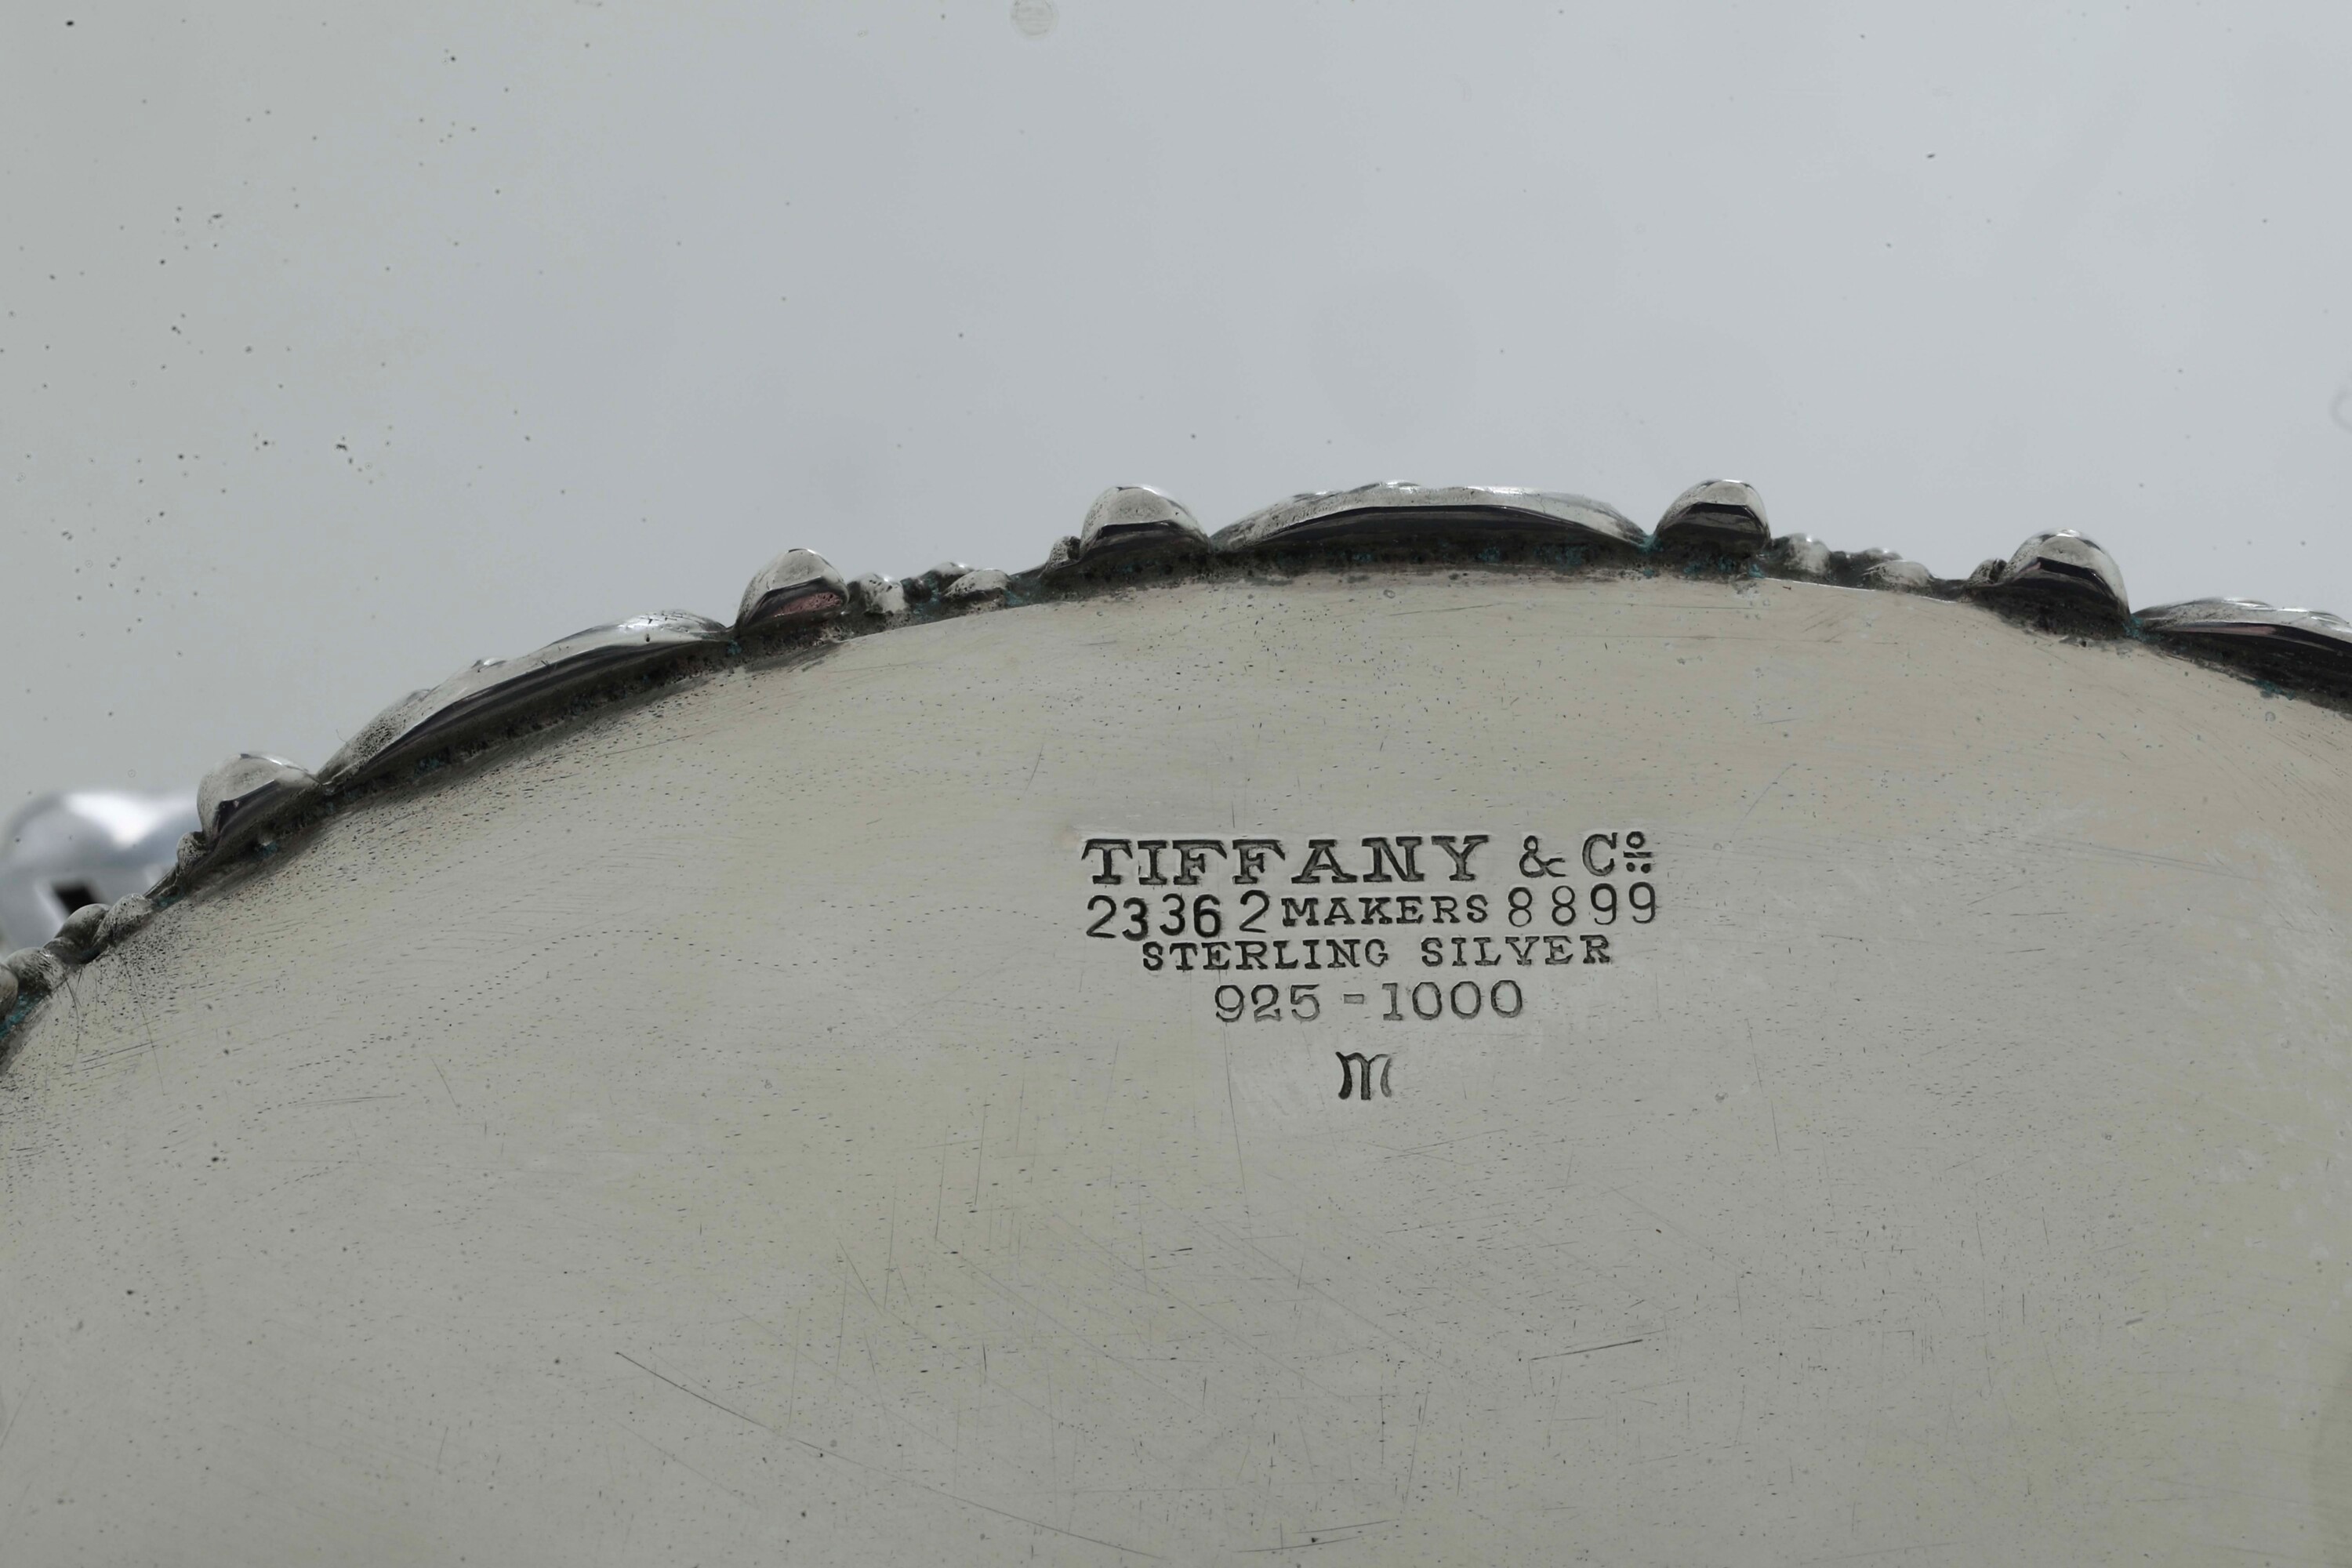 TIFFANY & Co
23362 MAKERS 8899
STERLING SILVER
925-1000
m